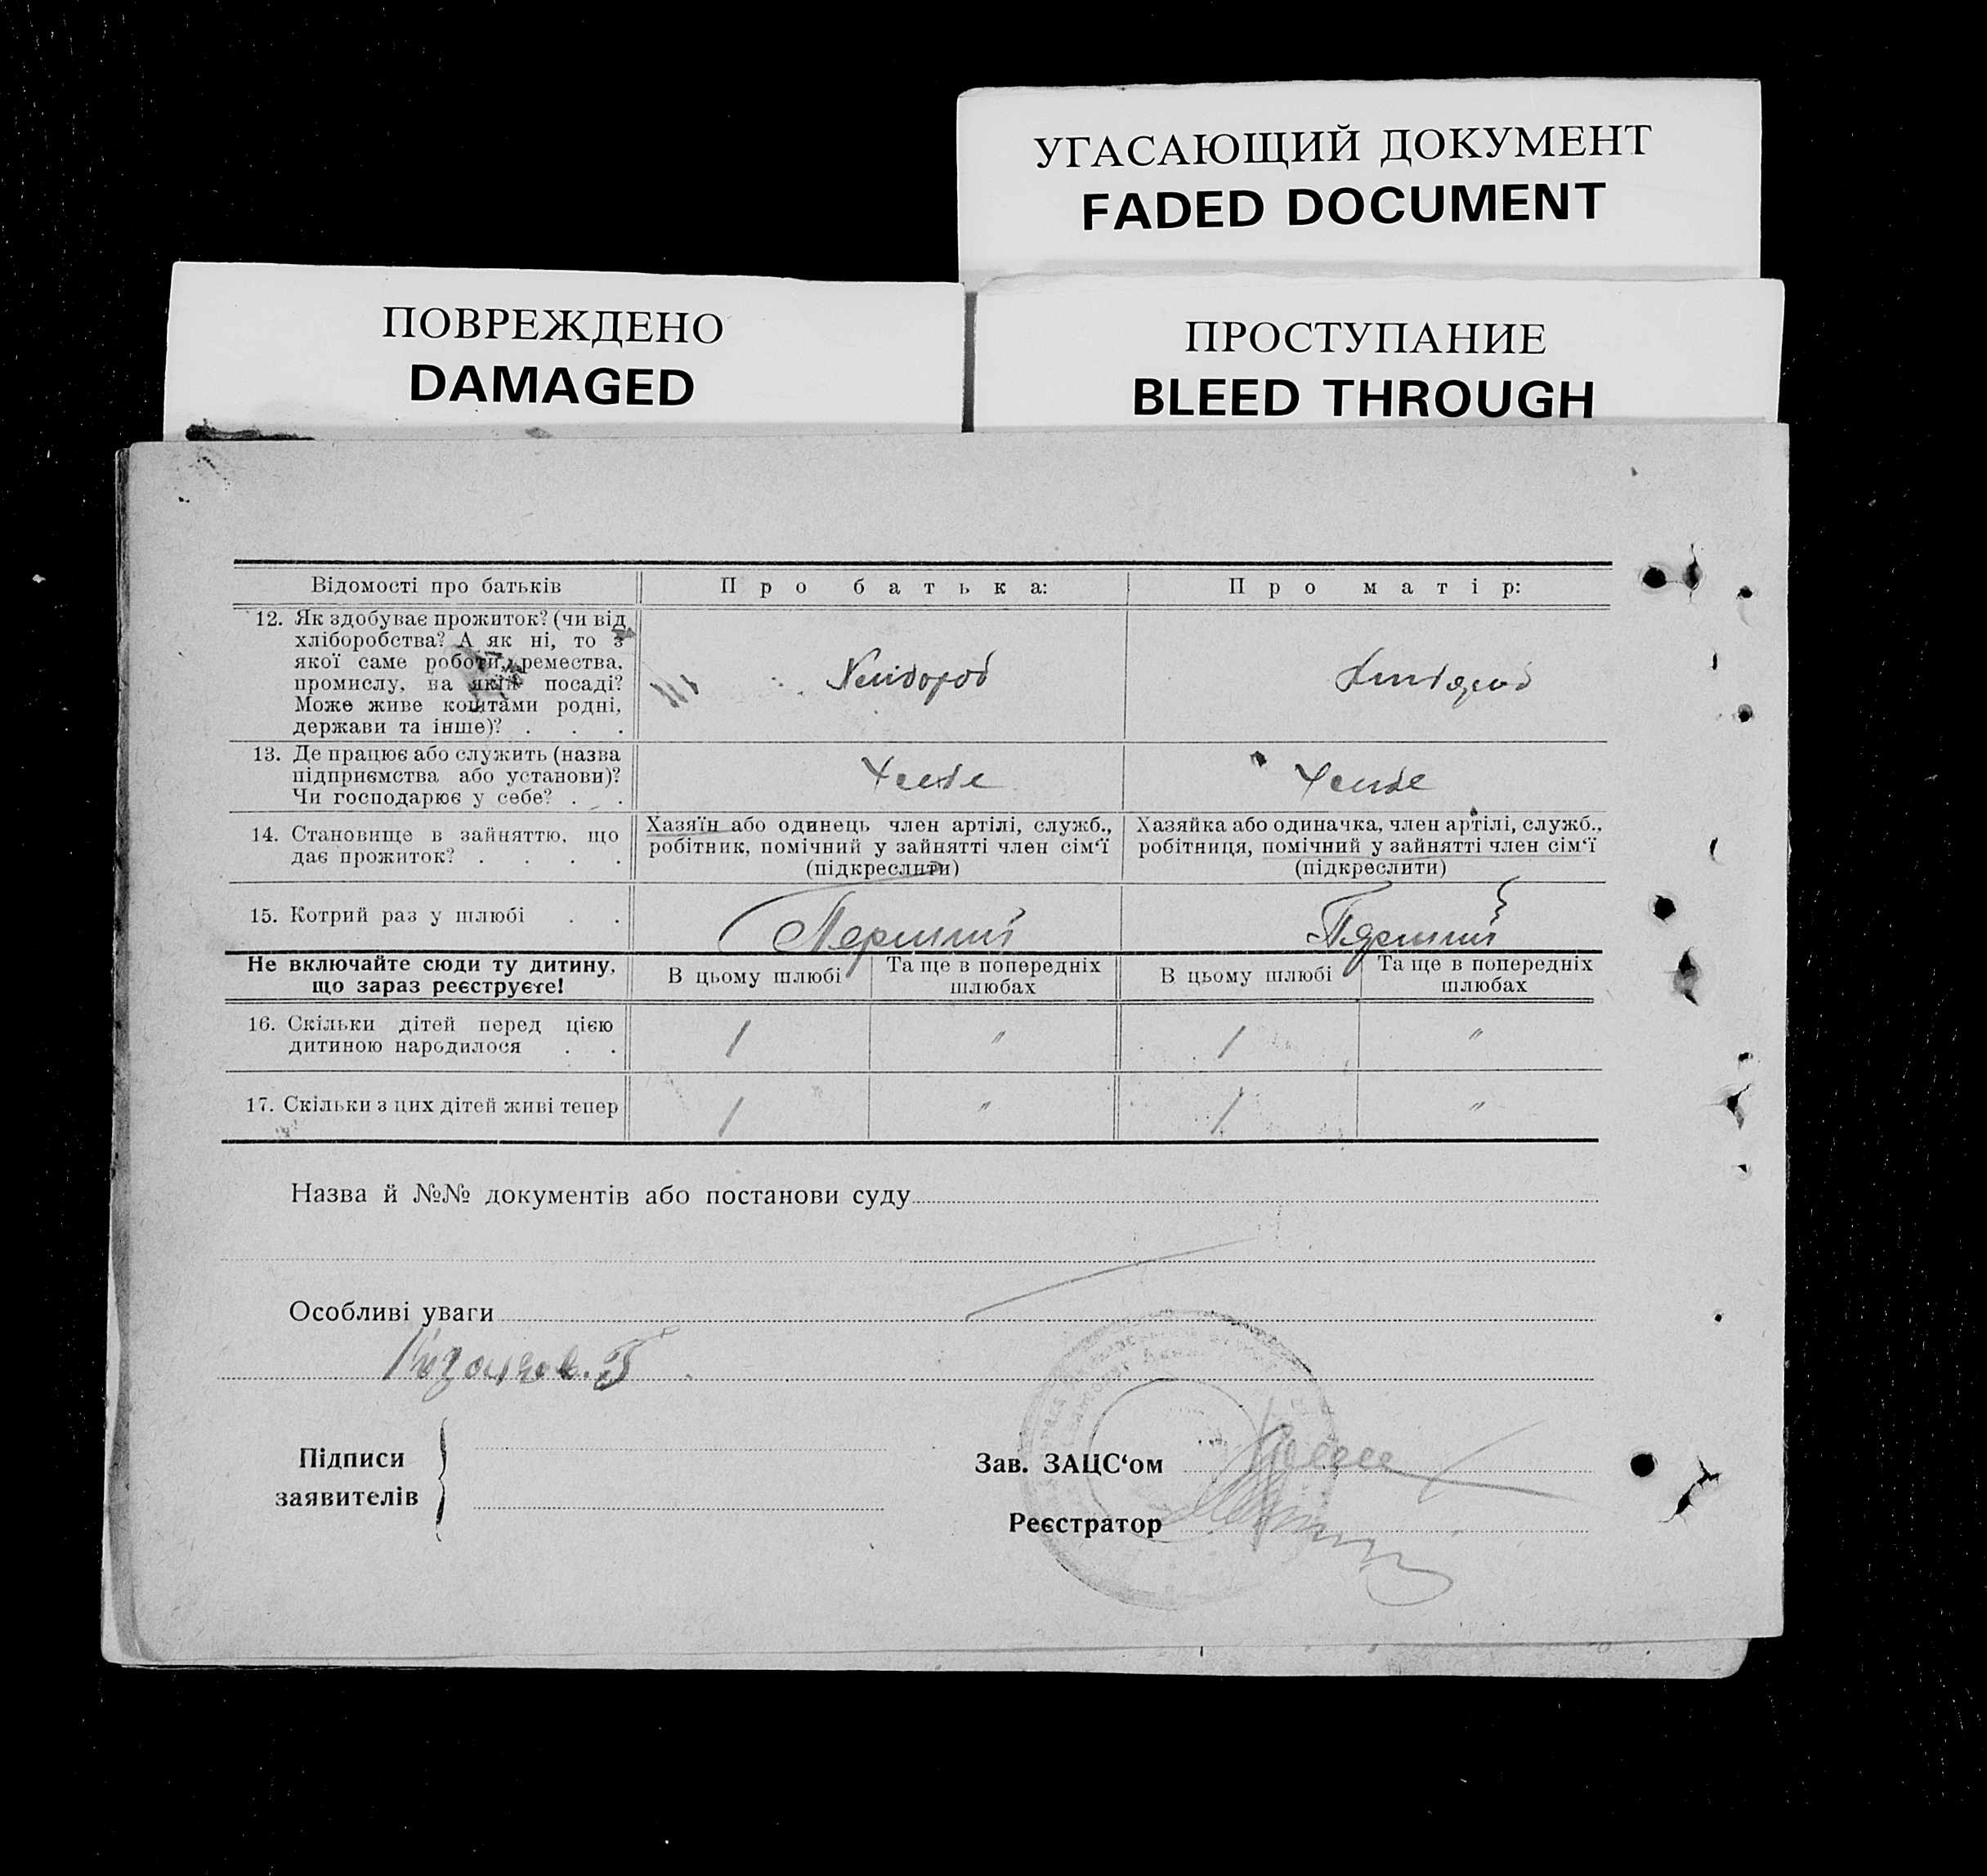 УГАСАЮЩИЙ ДОКУМЕНТ
FADED DOCUMENT
ПОВРЕЖДЕНО
DAMAGED
ПРОСТУПАНИЕ
BLEED THROUGH
Відомості про батьків
Про батька:
Про матір:
12. Як здобуває прожиток? (чи від
хліборобства? А як ні, то з
якої саме роботи, ремества,
промислу, на якій посаді?
Може живе коштами родні,
держави та інше)? . . .
Хлібороб
Хлібороб
13. Де працює або служить (назва
підприємства або установи)?
Чи господарює у себе? . .
У себе
У себе
14. Становище в зайняттю, що
дає прожиток? . . . .
Хазяїн або одинець член артілі, служб.,
робітник, помічний у зайнятті член сім‘ї
(підкреслити)
Хазяйка або одиначка, член артілі, служб.,
робітниця, помічний у зайнятті член сім‘ї
(підкреслити)
15. Котрий раз у шлюбі . .
Перший
Перший
Не включайте сюди ту дитину,
що зараз реєструєте!
В цьому шлюбі
Та ще в попередніх
шлюбах
В цьому шлюбі
Та ще в попередніх
шлюбах
16. Скільки дітей перед цією
дитиною народилося . .
1 " 1 "
17. Скільки з цих дітей живі тепер
1 " 1 "
Назва й №№ документів або постанови суду
Особливі уваги
Підписи
заявителів
Зав. ЗАЦС‘ом
Реєстратор